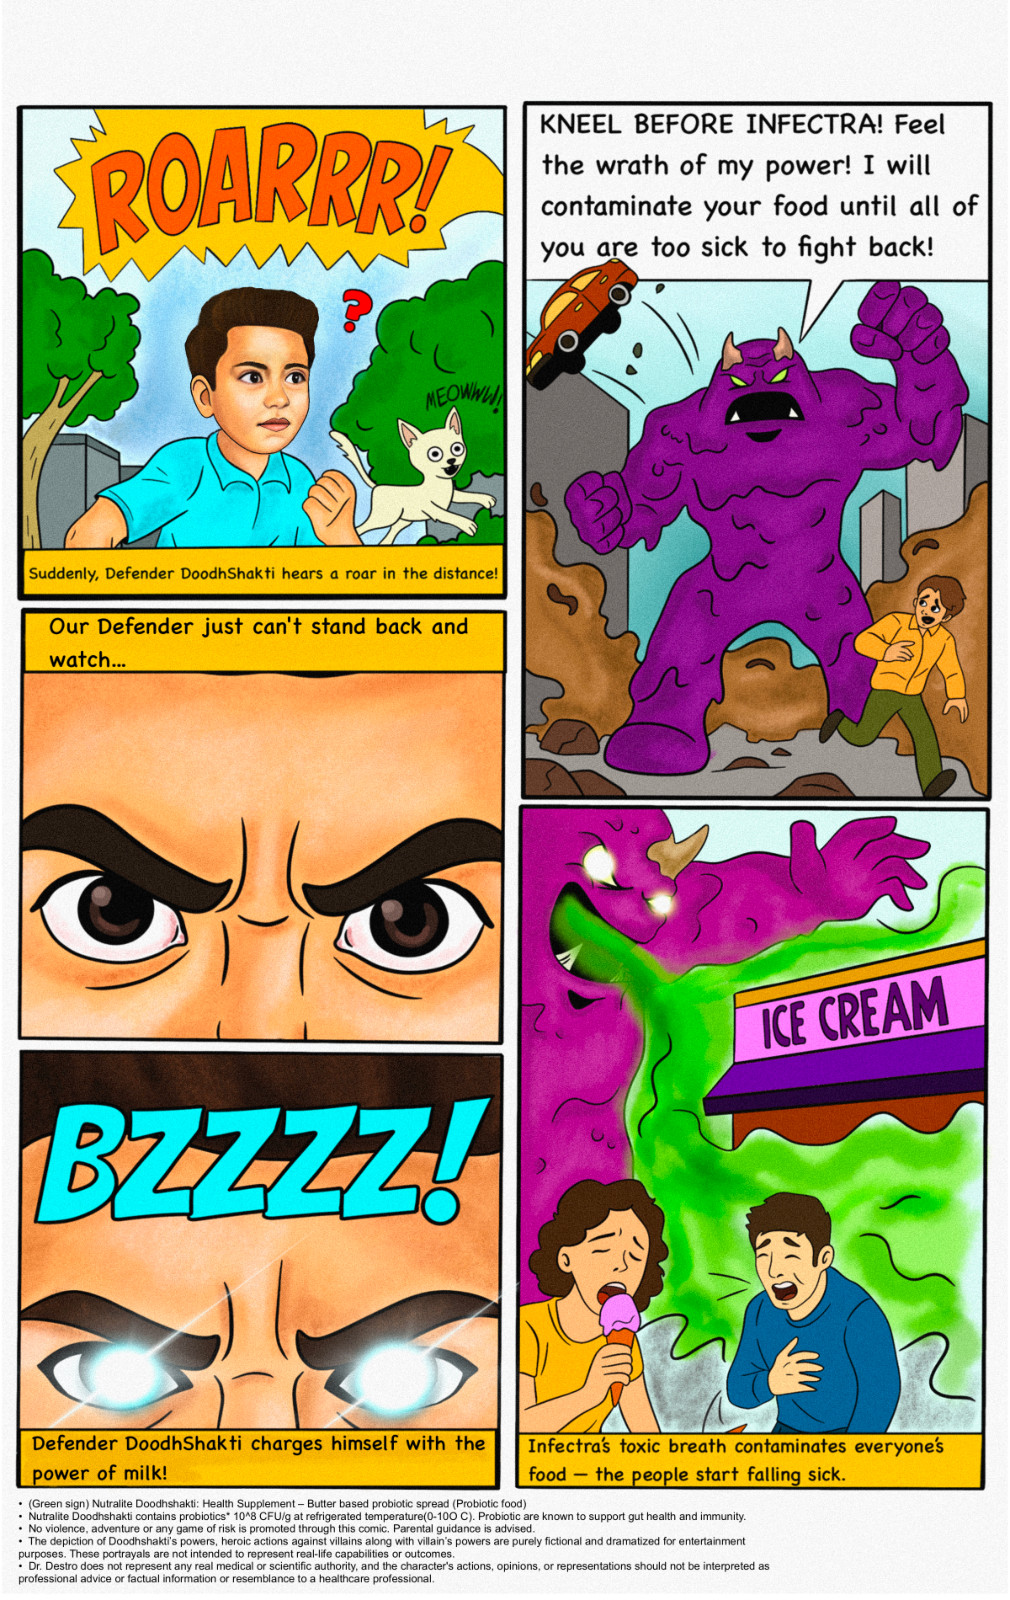 ROARRR!
?
MEOWWW!
Suddenly, Defender DoodhShakti hears a roar in the distance!
KNEEL BEFORE INFECTRA! Feel
the wrath of my power! I will
contaminate your food until all of
you are too sick to fight back!
Our Defender just can't stand back and
watch...
BZZZZ!
Defender DoodhShakti charges himself with the
power of milk!
ICE CREAM
Infectra's toxic breath contaminates everyone's
food — the people start falling sick.
• (Green sign) Nutralite Doodhshakti: Health Supplement – Butter based probiotic spread (Probiotic food)
• Nutralite Doodhshakti contains probiotics* 10^8 CFU/g at refrigerated temperature(0-10O C). Probiotic are known to support gut health and immunity.
• No violence, adventure or any game of risk is promoted through this comic. Parental guidance is advised.
• The depiction of Doodhshakti's powers, heroic actions against villains along with villain's powers are purely fictional and dramatized for entertainment
purposes. These portrayals are not intended to represent real-life capabilities or outcomes.
• Dr. Destro does not represent any real medical or scientific authority, and the character's actions, opinions, or representations should not be interpreted as
professional advice or factual information or resemblance to a healthcare professional.